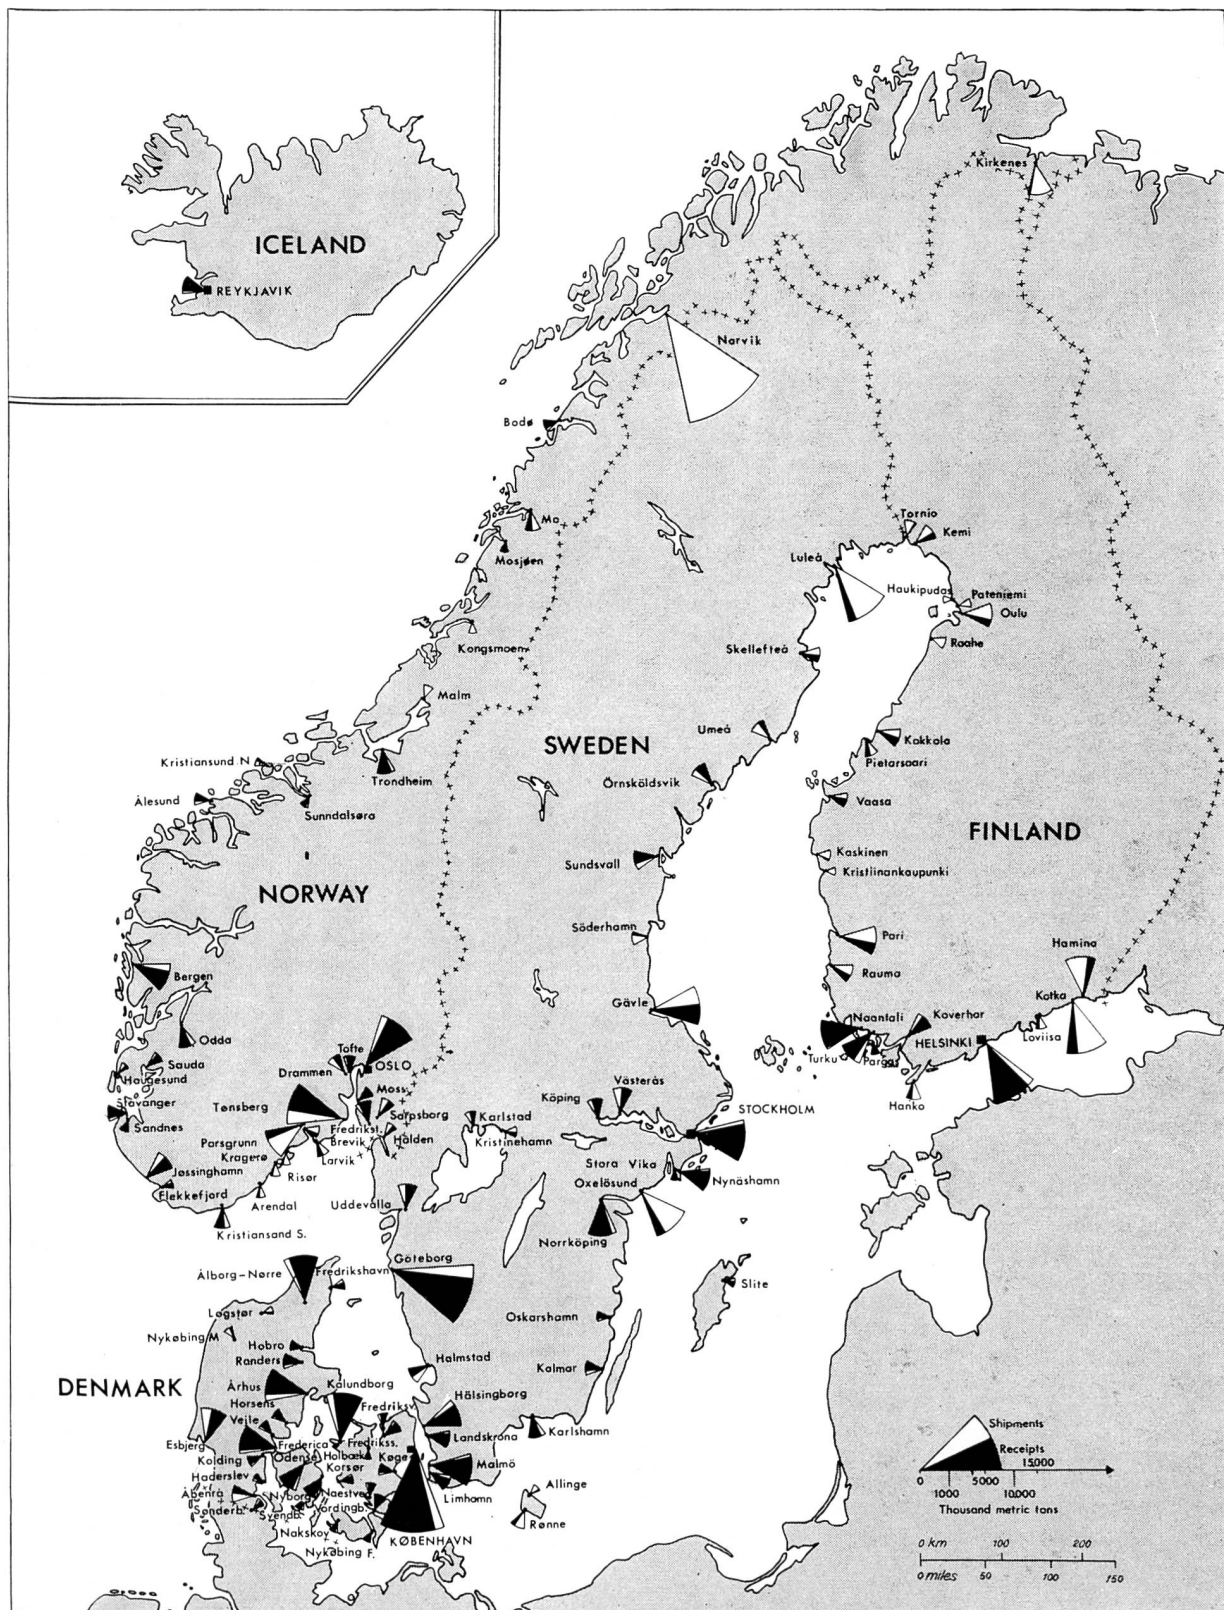 ICELAND
REYKJAVIK
Kirkenes
Narvik
Bodø
Mo
Mosjøen
Tornio
Kemi
Luleå
Haukipudas
Pateniemi
Oulu
Raahe
Kongsmoen
Skellefteå
Malm
Umeå
Kokkola
Pietarsaari
SWEDEN
Kristiansund N
Trondheim
Örnsköldsvik
Ålesund
Sunndalsøra
Vaasa
FINLAND
Sundsvall
Kaskinen
Kristiinankaupunki
NORWAY
Söderhamn
Pori
Hamina
Bergen
Rauma
Gävle
Kotka
Naantali
Koverhar
Odda
HELSINKI
Loviisa
Tofte
Turku
Pargas
Sauda
Drammen
OSLO
Haugesund
Moss
Västerås
Hanko
Stavanger
Tønsberg
Sarpsborg
Köping
STOCKHOLM
Sandnes
Fredrikst.
Karlstad
Porsgrunn
Brevik
Halden
Kristinehamn
Kragerø
Larvik
Jøssinghamn
Risør
Stora Vika
Nynäshamn
Flekkefjord
Arendal
Uddevalla
Oxelösund
Kristiansand S.
Norrköping
Göteborg
Ålborg-Nørre
Fredrikshavn
Slite
Løgstør
Oskarshamn
Nykøbing M
Hobro
Randers
Halmstad
Kalmar
DENMARK
Århus
Kalundborg
Hälsingborg
Horsens
Fredriksv.
Vejle
Landskrona
Karlshamn
Esbjerg
Frederica
Fredrikss.
Kolding
Odense
Holbæk
Køge
Malmö
Haderslev
Korsør
Limhamn
Allinge
Åbenrå
Nyborg
Naestved
Sønderb.
Svendb.
Vordingb.
Rønne
Nakskov
KØBENHAVN
Nykøbing F.
Shipments
Receipts
15,000
0 5000
1000 10,000
Thousand metric tons
0 km 100 200
0 miles 50 100 150